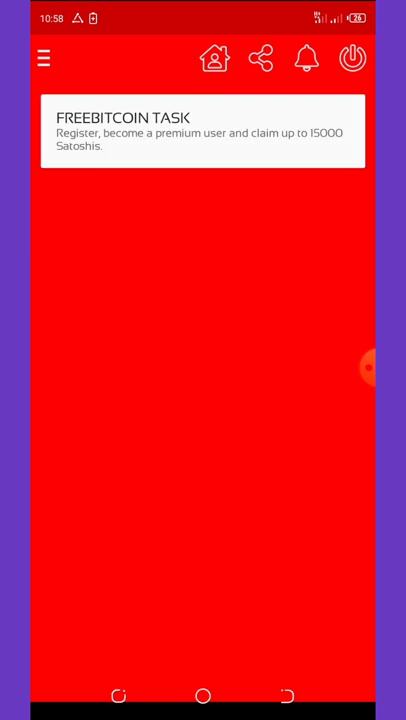 10:58
26
FREEBITCOIN TASK
Register, become a premium user and claim up to 15000
Satoshis.